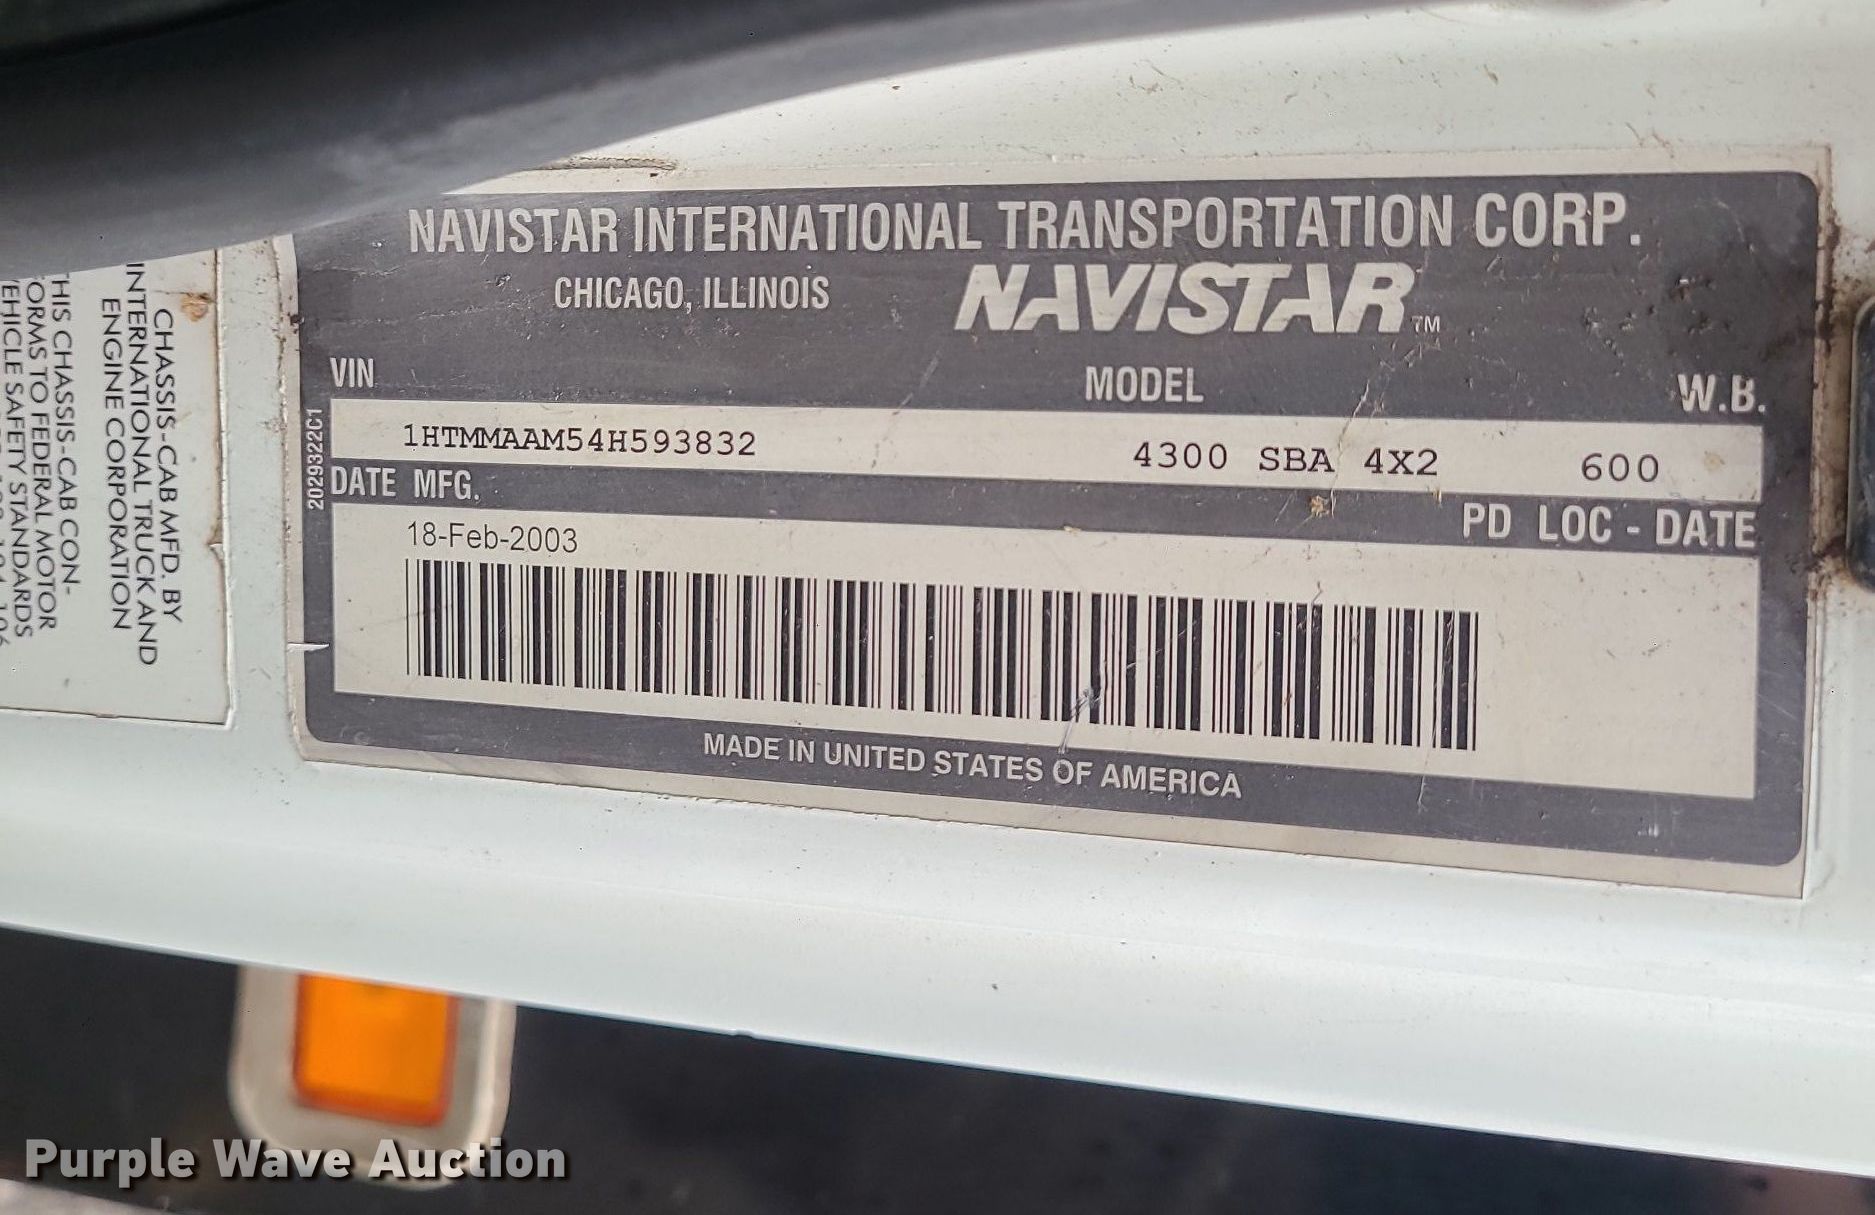 NAVISTAR INTERNATIONAL TRANSPORTATION CORP.
CHICAGO, ILLINOIS NAVISTAR TM
VIN MODEL W.B.
1HTMMAAM54H593832 4300 SBA 4X2 600
DATE MFG. PD LOC - DATE
18-Feb-2003
MADE IN UNITED STATES OF AMERICA
2029322C1
CHASSIS-CAB MFD. BY
INTERNATIONAL TRUCK AND
ENGINE CORPORATION
THIS CHASSIS-CAB CON-
FORMS TO FEDERAL MOTOR
VEHICLE SAFETY STANDARDS
Purple Wave Auction